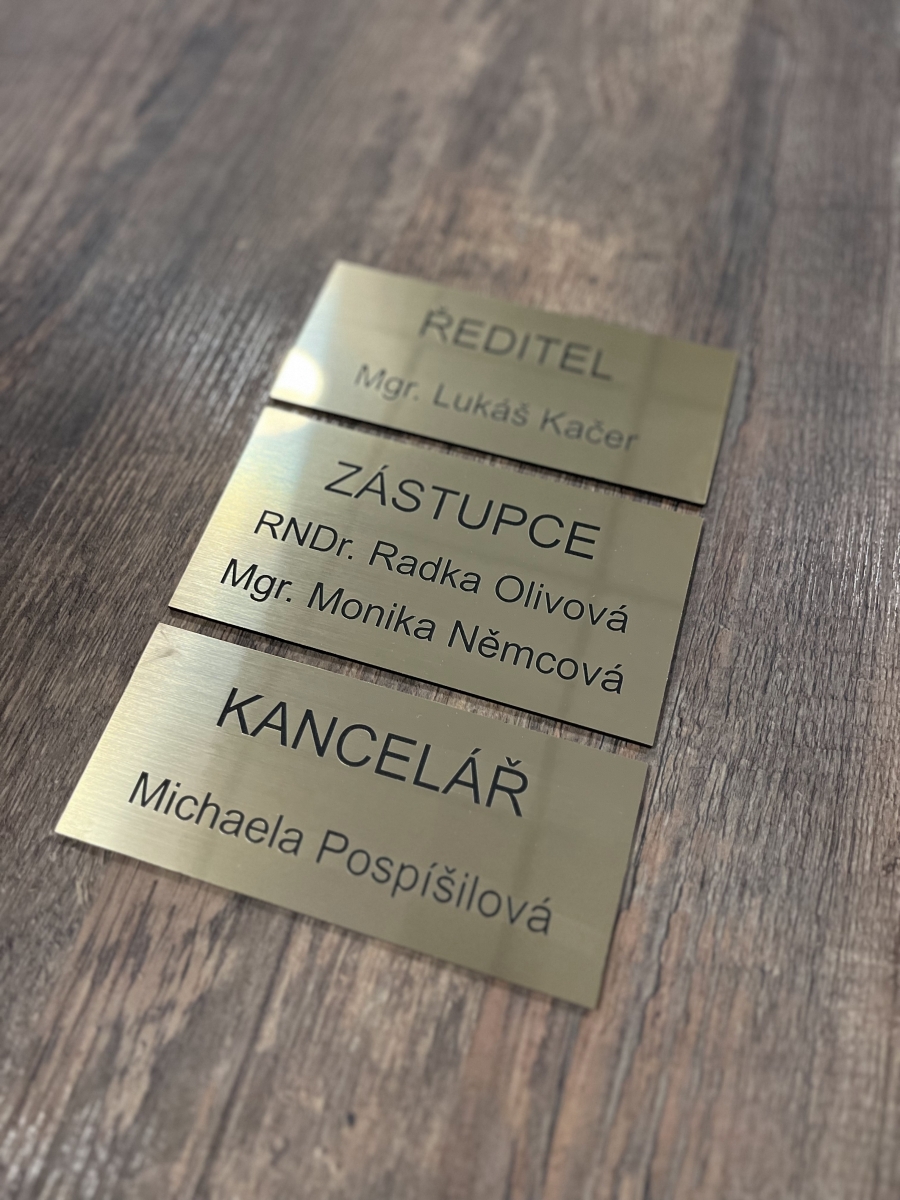 ŘEDITEL
Mgr. Lukáš Kačer
ZÁSTUPCE
RNDr. Radka Olivová
Mgr. Monika Němcová
KANCELÁŘ
Michaela Pospíšilová